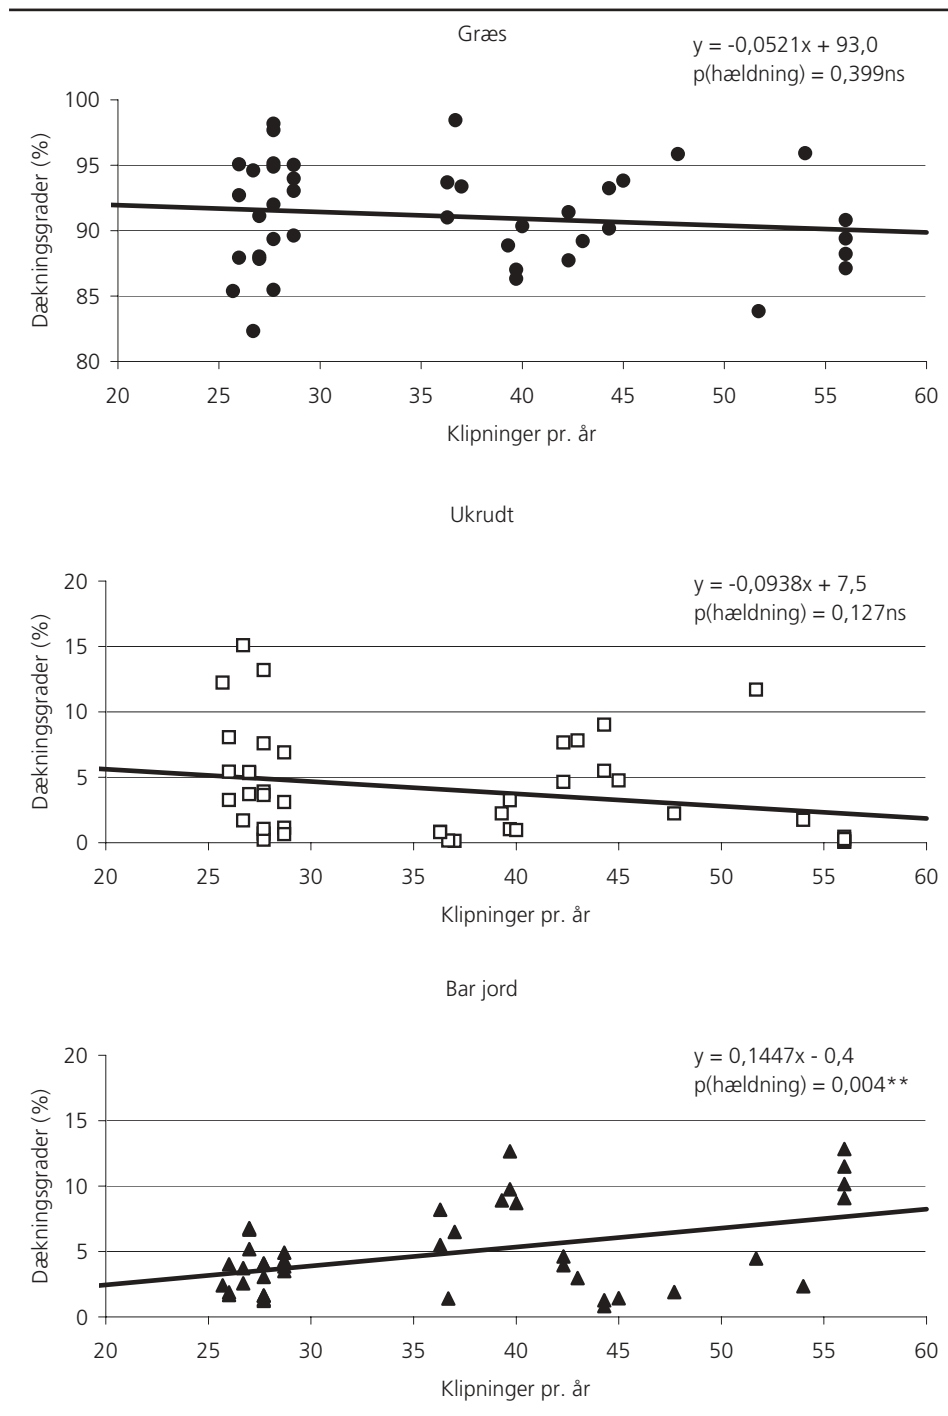 Græs
y = -0,0521x + 93,0
p(hældning) = 0,399ns
Dækningsgrader (%)
100
95
90
85
80
20 25 30 35 40 45 50 55 60
Klipninger pr. år
Ukrudt
y = -0,0938x + 7,5
p(hældning) = 0,127ns
Dækningsgrader (%)
20
15
10
5
0
20 25 30 35 40 45 50 55 60
Klipninger pr. år
Bar jord
y = 0,1447x - 0,4
p(hældning) = 0,004**
Dækningsgrader (%)
20
15
10
5
0
20 25 30 35 40 45 50 55 60
Klipninger pr. år